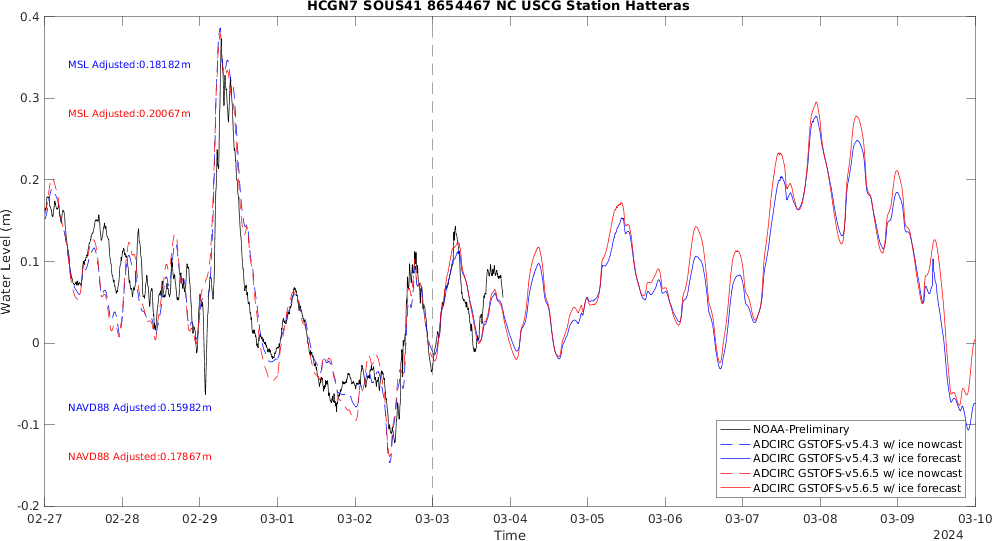 HCGN7 SOUS41 8654467 NC USCG Station Hatteras
Water Level (m)
0.4
0.3
0.2
0.1
0
-0.1
-0.2
MSL Adjusted:0.18182m
MSL Adjusted:0.20067m
NAVD88 Adjusted:0.15982m
NAVD88 Adjusted:0.17867m
NOAA-Preliminary
ADCIRC GSTOFS-v5.4.3 w/ ice nowcast
ADCIRC GSTOFS-v5.4.3 w/ ice forecast
ADCIRC GSTOFS-v5.6.5 w/ ice nowcast
ADCIRC GSTOFS-v5.6.5 w/ ice forecast
02-27 02-28 02-29 03-01 03-02 03-03 03-04 03-05 03-06 03-07 03-08 03-09 03-10
Time
2024